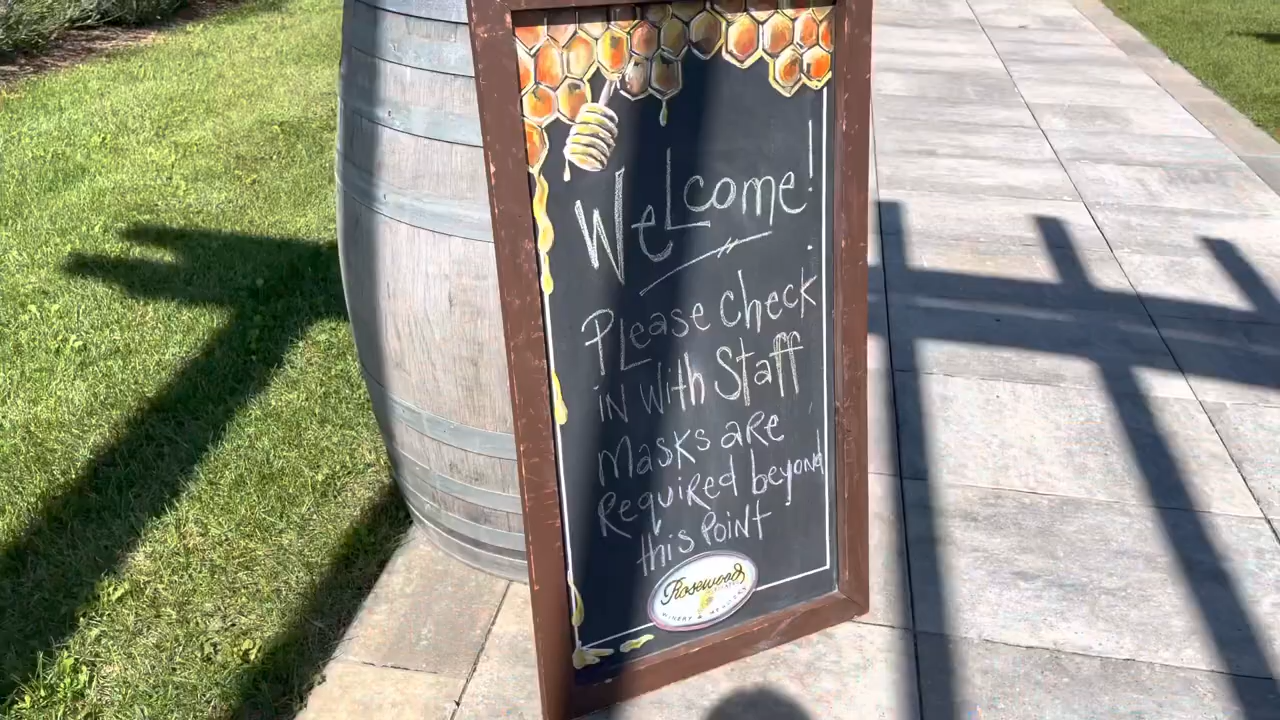 Welcome!
Please check
in with Staff
Masks are
Required beyond
this Point
Rosewood
WINERY & MEADERY